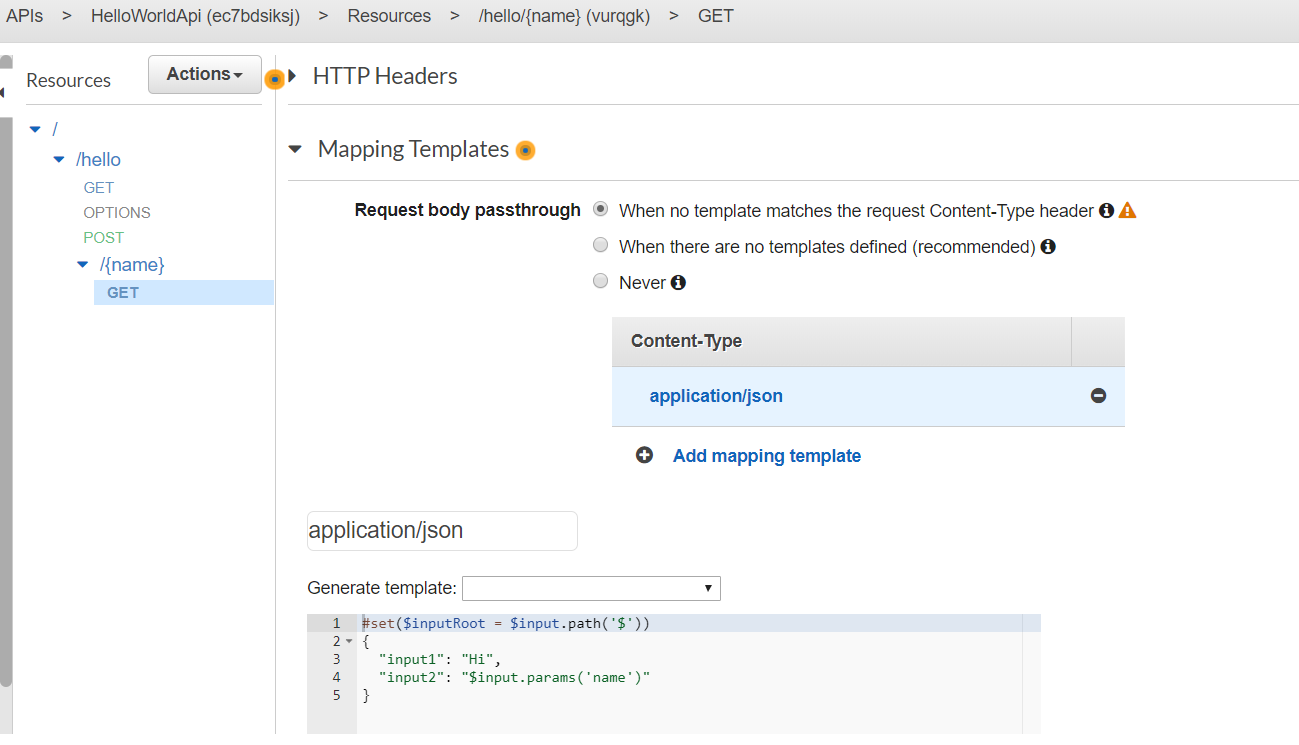 APIs > HelloWorldApi (ec7bdsiksj) > Resources > /hello/{name} (vurqgk) > GET
Resources
Actions
/
/hello
GET
OPTIONS
POST
/{name}
GET
HTTP Headers
Mapping Templates
Request body passthrough
When no template matches the request Content-Type header
When there are no templates defined (recommended)
Never
Content-Type
application/json
Add mapping template
application/json
Generate template:
1 #set($inputRoot = $input.path('$'))
2 {
3 "input1": "Hi",
4 "input2": "$input.params('name')"
5 }